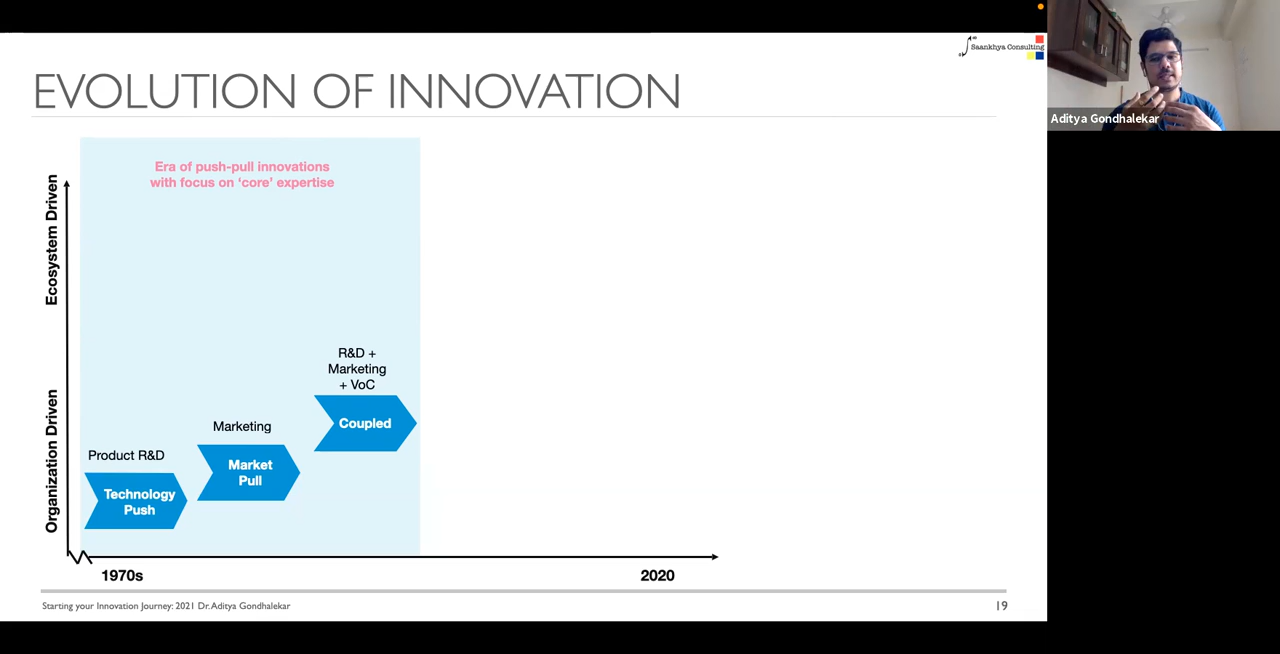 Saankhya Consulting
Aditya Gondhalekar
EVOLUTION OF INNOVATION
Era of push-pull innovations
with focus on ‘core’ expertise
Ecosystem Driven
Organization Driven
R&D +
Marketing
+ VoC
Coupled
Marketing
Market
Pull
Product R&D
Technology
Push
1970s
2020
Starting your Innovation Journey: 2021 Dr. Aditya Gondhalekar
19